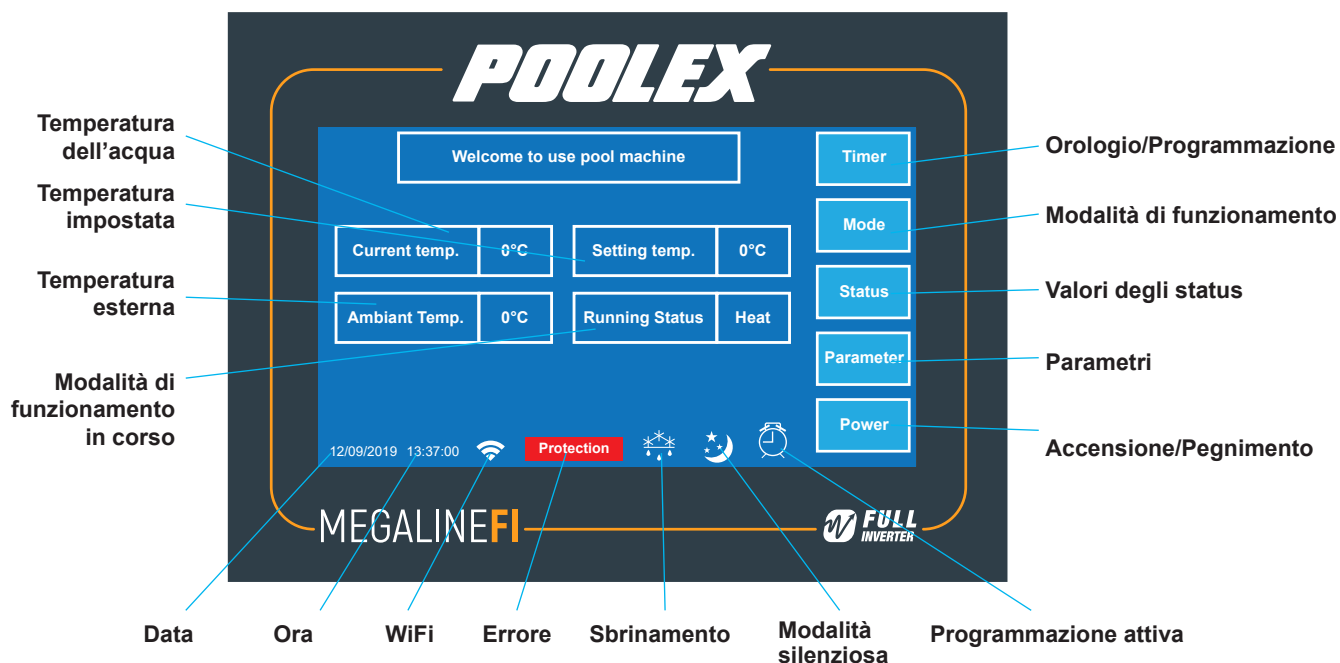 POOLEX
Temperatura
dell'acqua
Temperatura
impostata
Temperatura
esterna
Modalità di
funzionamento
in corso
Welcome to use pool machine
Current temp. 0°C
Setting temp. 0°C
Ambiant Temp. 0°C
Running Status Heat
Timer
Mode
Status
Parameter
Power
Orologio/Programmazione
Modalità di funzionamento
Valori degli status
Parametri
Accensione/Pegnimento
12/09/2019 13:37:00
Protection
MEGALINEFI
FULL
INVERTER
Data
Ora
WiFi
Errore
Sbrinamento
Modalità
silenziosa
Programmazione attiva